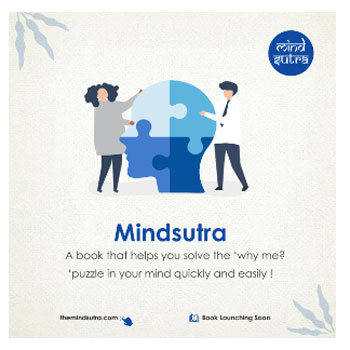 mind
sutra
Mindsutra
A book that helps you solve the ‘why me?
‘puzzle in your mind quickly and easily !
themindsutra.com
Book Launching Soon